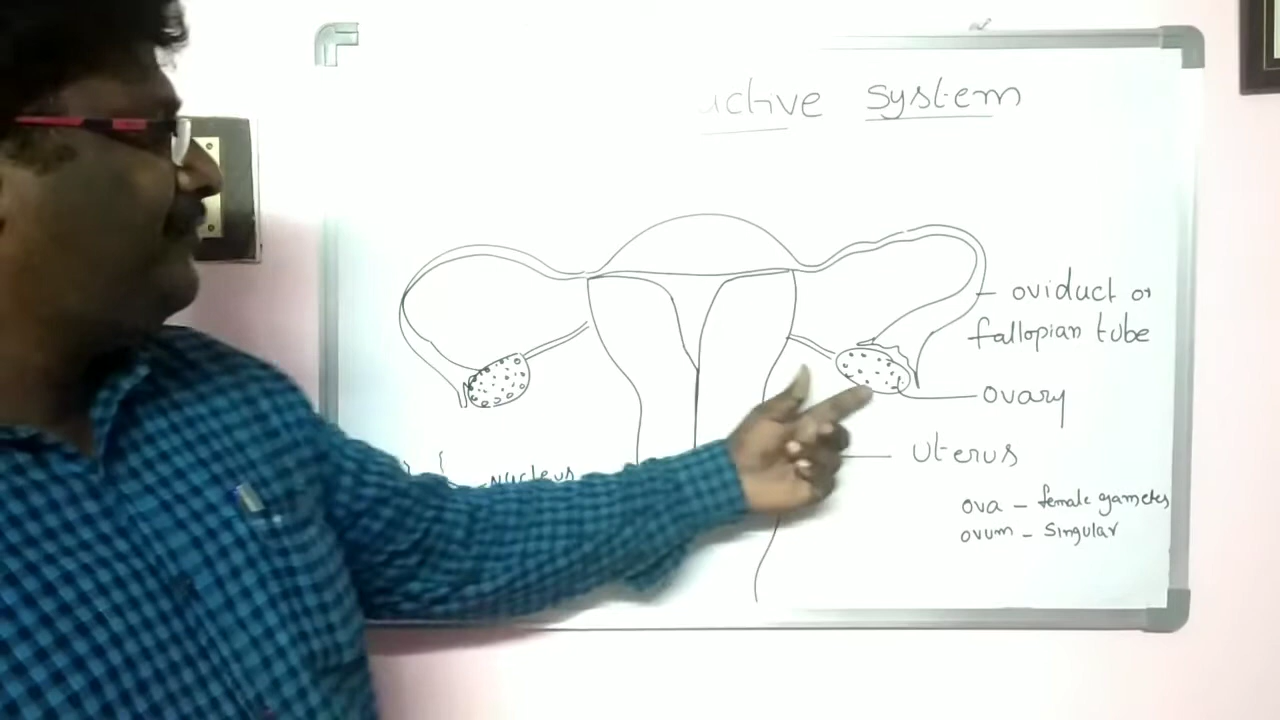 uctive system
oviduct or
fallopian tube
ovary
uterus
nucleus
ova - female gametes
ovum - singular